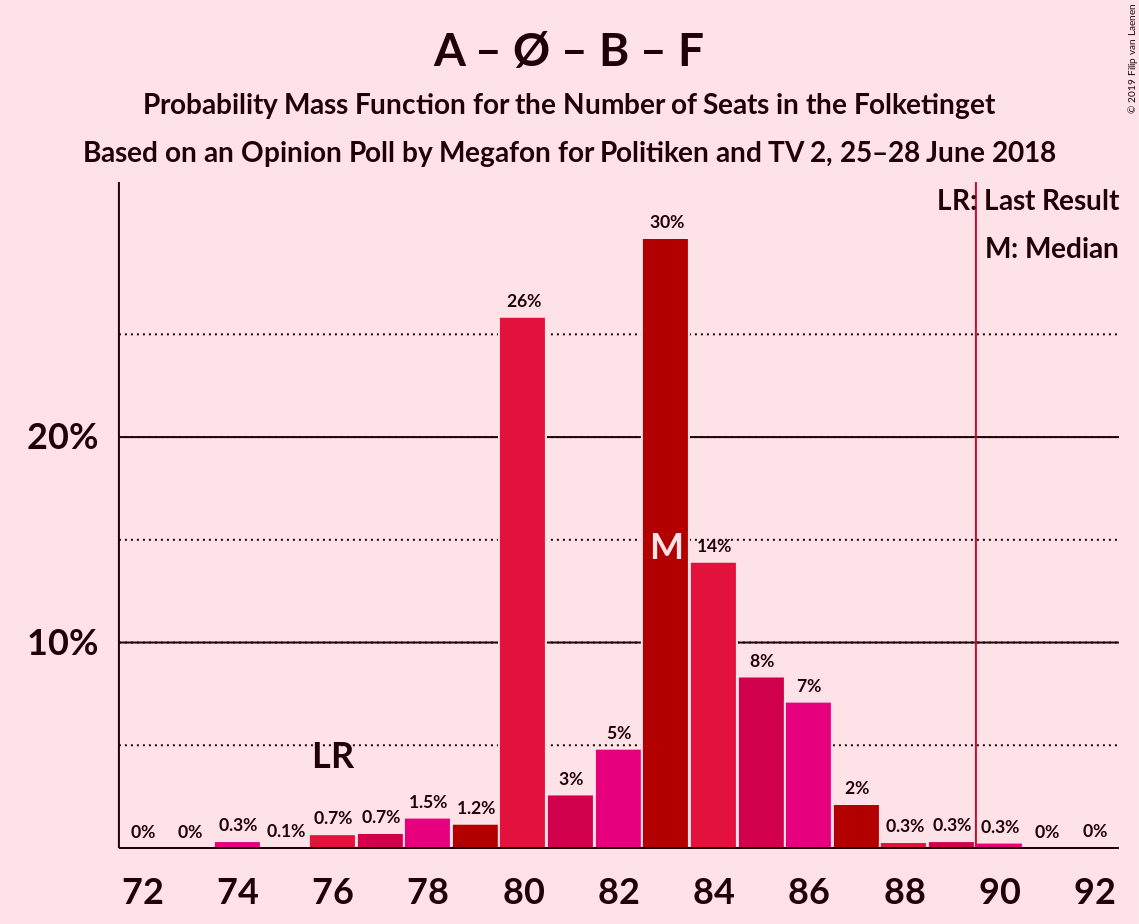 A – Ø – B – F
Probability Mass Function for the Number of Seats in the Folketinget
Based on an Opinion Poll by Megafon for Politiken and TV 2, 25–28 June 2018
© 2019 Filip van Laenen
LR: Last Result
M: Median
20%
10%
0%
0%
0.3%
0.1%
0.7%
0.7%
1.5%
1.2%
26%
3%
5%
30%
14%
8%
7%
2%
0.3%
0.3%
0.3%
0%
0%
LR
M
72 74 76 78 80 82 84 86 88 90 92